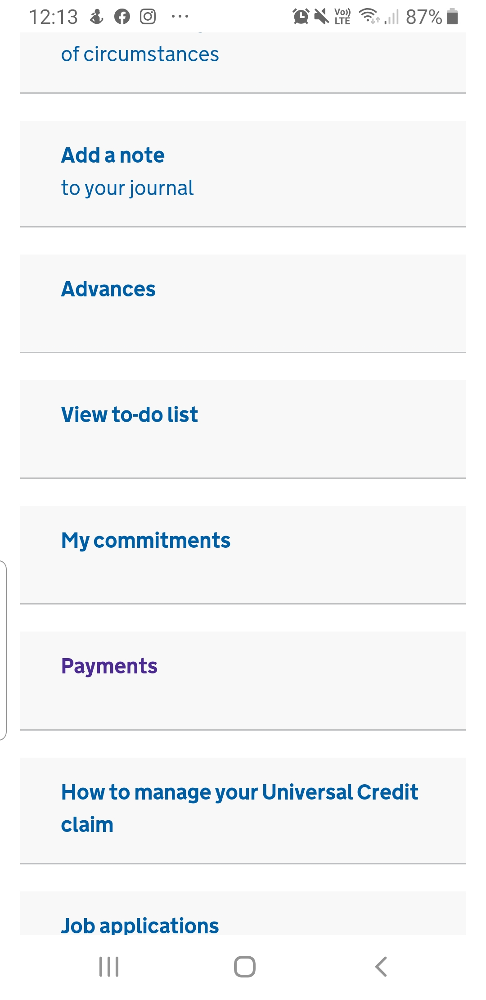 12:13
Vo)) LTE
87%
of circumstances
Add a note
to your journal
Advances
View to-do list
My commitments
Payments
How to manage your Universal Credit
claim
Job applications